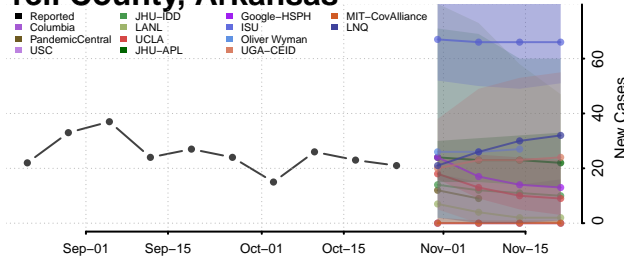 County, Arkansas
Reported JHU−IDD Google−HSPH MIT−CovAlliance
Columbia LANL ISU LNQ
PandemicCentral UCLA Oliver Wyman
USC JHU−APL UGA−CEID
60
40
20
0
New Cases
Sep−01 Sep−15 Oct−01 Oct−15 Nov−01 Nov−15